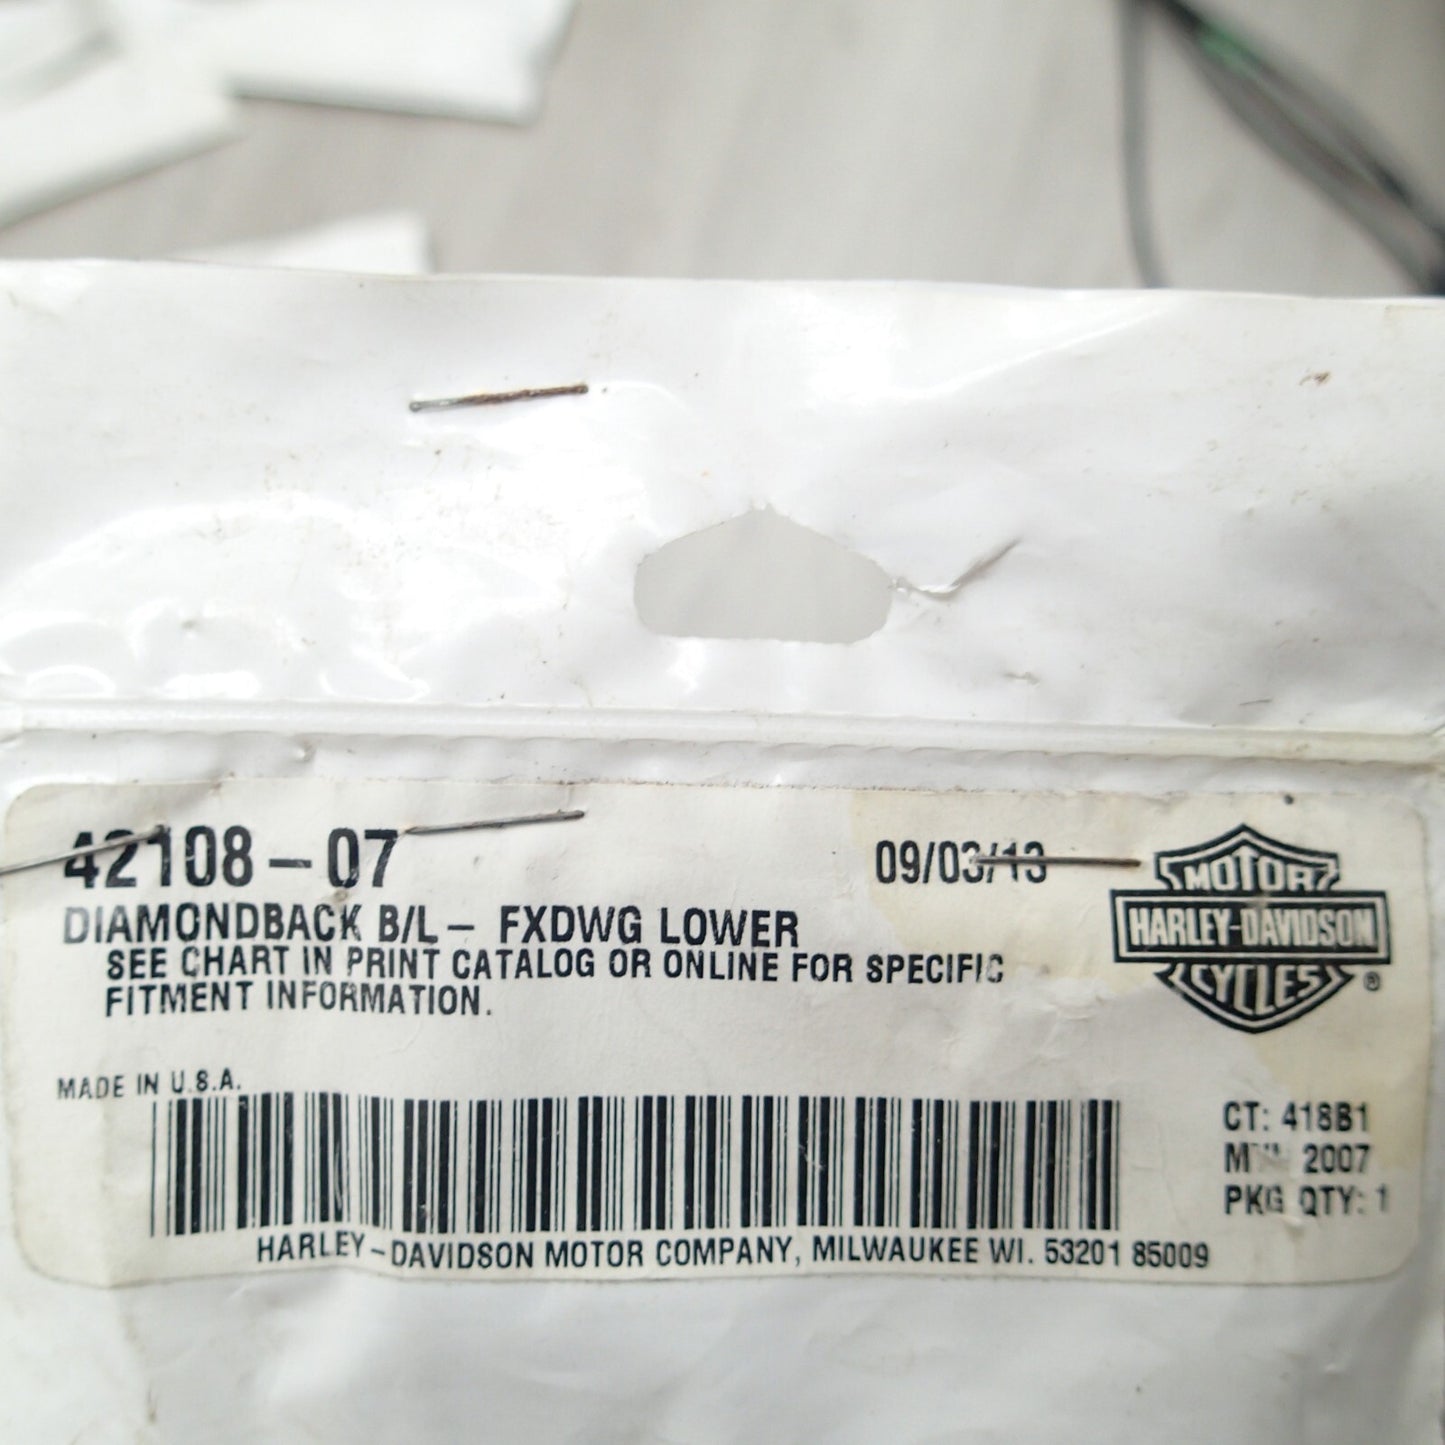 42108-07
09/03/13
DIAMONDBACK B/L - FXDWG LOWER
SEE CHART IN PRINT CATALOG OR ONLINE FOR SPECIFIC
FITMENT INFORMATION.
MOTOR
HARLEY-DAVIDSON
CYCLES
®
MADE IN U.S.A.
CT: 418B1
2007
PKG QTY: 1
HARLEY-DAVIDSON MOTOR COMPANY, MILWAUKEE WI. 53201 85009